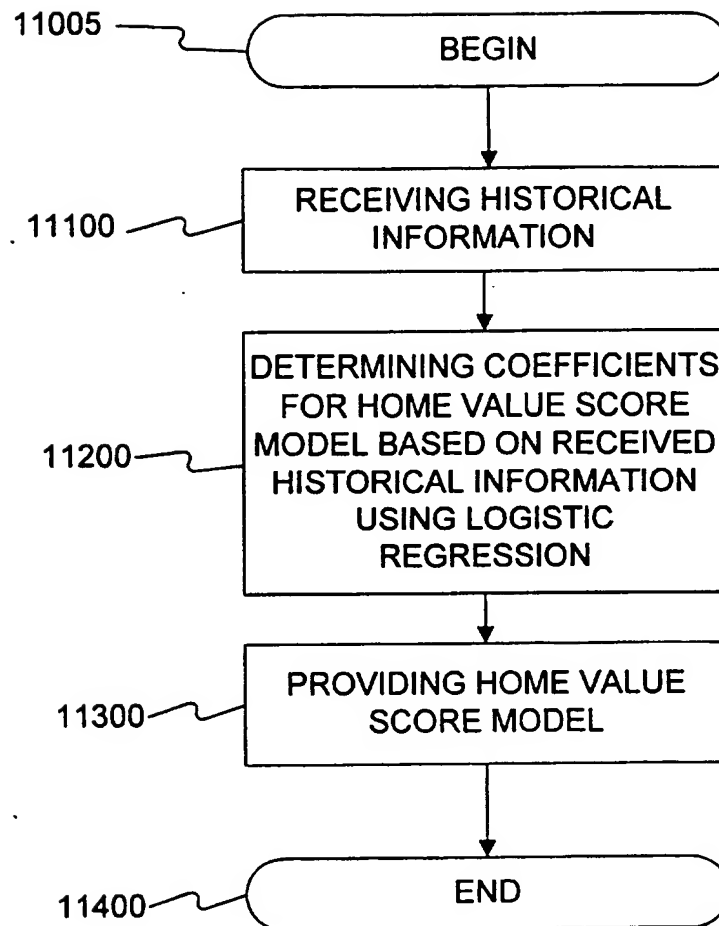 11005
BEGIN
11100
RECEIVING HISTORICAL
INFORMATION
11200
DETERMINING COEFFICIENTS
FOR HOME VALUE SCORE
MODEL BASED ON RECEIVED
HISTORICAL INFORMATION
USING LOGISTIC
REGRESSION
11300
PROVIDING HOME VALUE
SCORE MODEL
11400
END